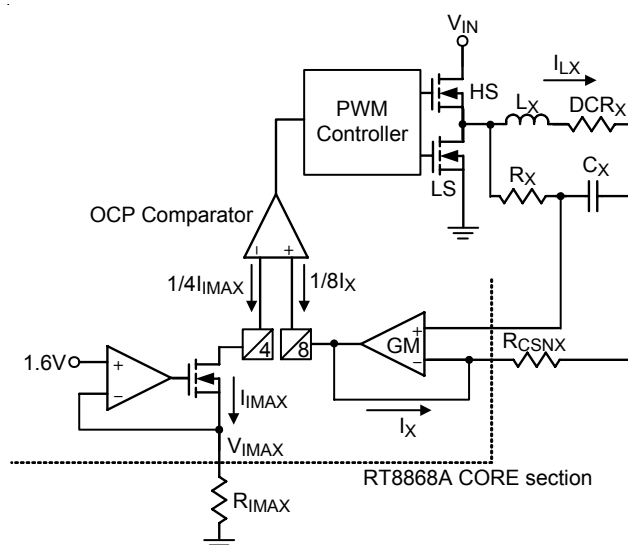 V_IN
I_LX
HS
L_X
DCR_X
PWM
Controller
LS
R_X
C_X
OCP Comparator
− +
1/4I_IMAX
1/8I_X
4
8
+
GM
−
R_CSNX
1.6V
+
−
I_IMAX
I_X
V_IMAX
RT8868A CORE section
R_IMAX